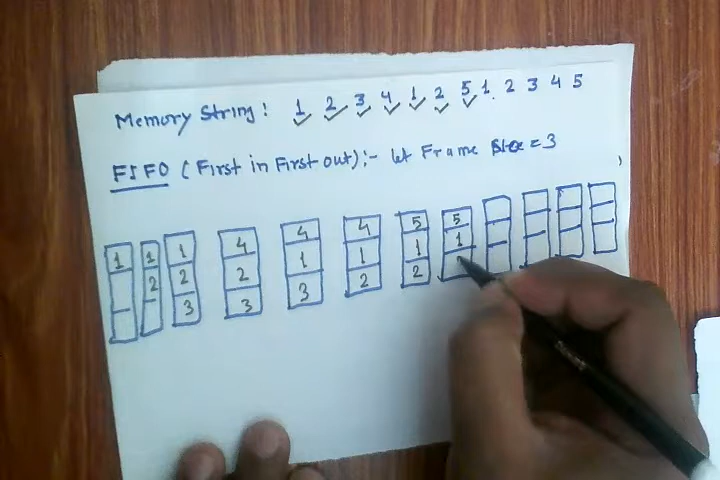 Memory String: 1 2 3 4 1 2 5 1. 2 3 4 5
FIFO (First in First out):- let Frame Size = 3
1 1 1 4 4 4 5 5
2 2 2 1 1 1 1
3 3 3 2 2